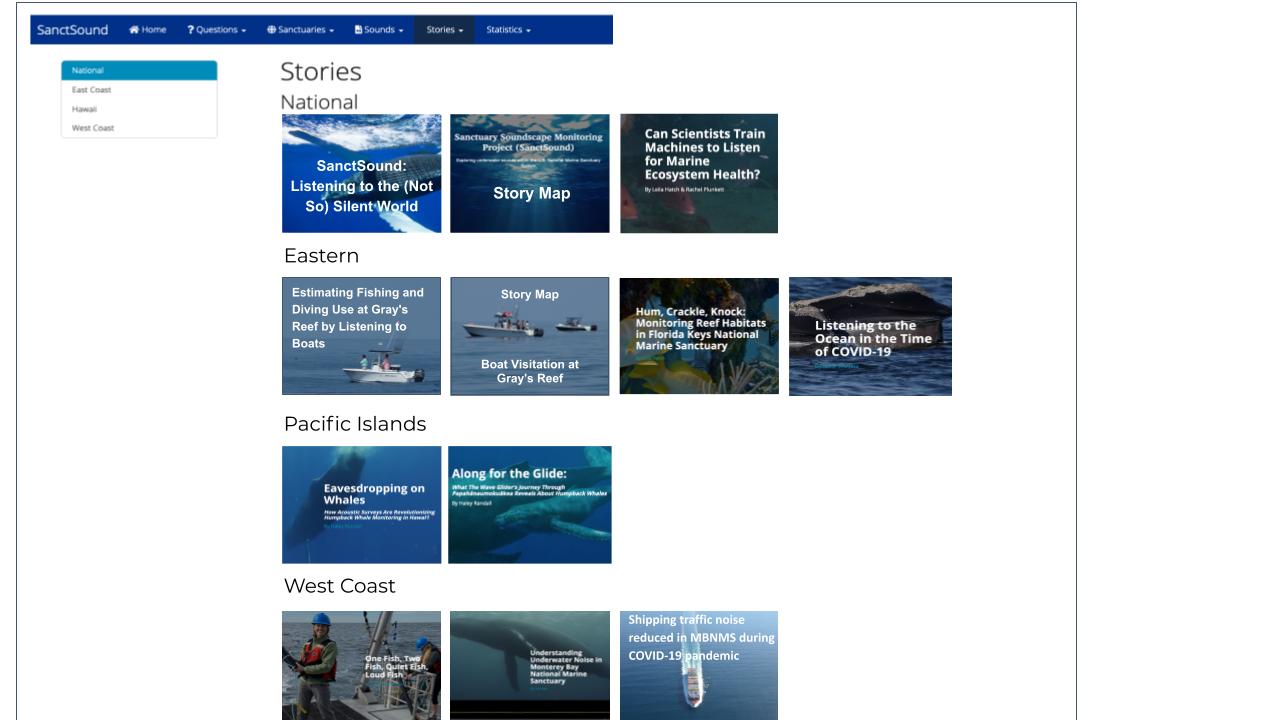 SanctSound Home Questions Sanctuaries Sounds Stories Statistics
National
East Coast
Hawaii
West Coast
Stories
National
SanctSound:
Listening to the (Not
So) Silent World
Sanctuary Soundscape Monitoring
Project (SanctSound)
Story Map
Can Scientists Train
Machines to Listen
for Marine
Ecosystem Health?
By Leila Hatch & Rachel Plunkett
Eastern
Estimating Fishing and
Diving Use at Gray's
Reef by Listening to
Boats
Story Map
Boat Visitation at
Gray's Reef
Hum, Crackle, Knock:
Monitoring Reef Habitats
in Florida Keys National
Marine Sanctuary
Listening to the
Ocean in the Time
of COVID-19
Pacific Islands
Eavesdropping on
Whales
How Acoustic Surveys Are Revolutionizing
Humpback Whale Monitoring in Hawai'i
By Haley Randall
Along for the Glide:
What The Wave Glider's Journey Through
Papahānaumokuākea Reveals About Humpback Whales
By Haley Randall
West Coast
One Fish, Two
Fish, Quiet Fish,
Loud Fish
Understanding
Underwater Noise in
Monterey Bay
National Marine
Sanctuary
Shipping traffic noise
reduced in MBNMS during
COVID-19 pandemic